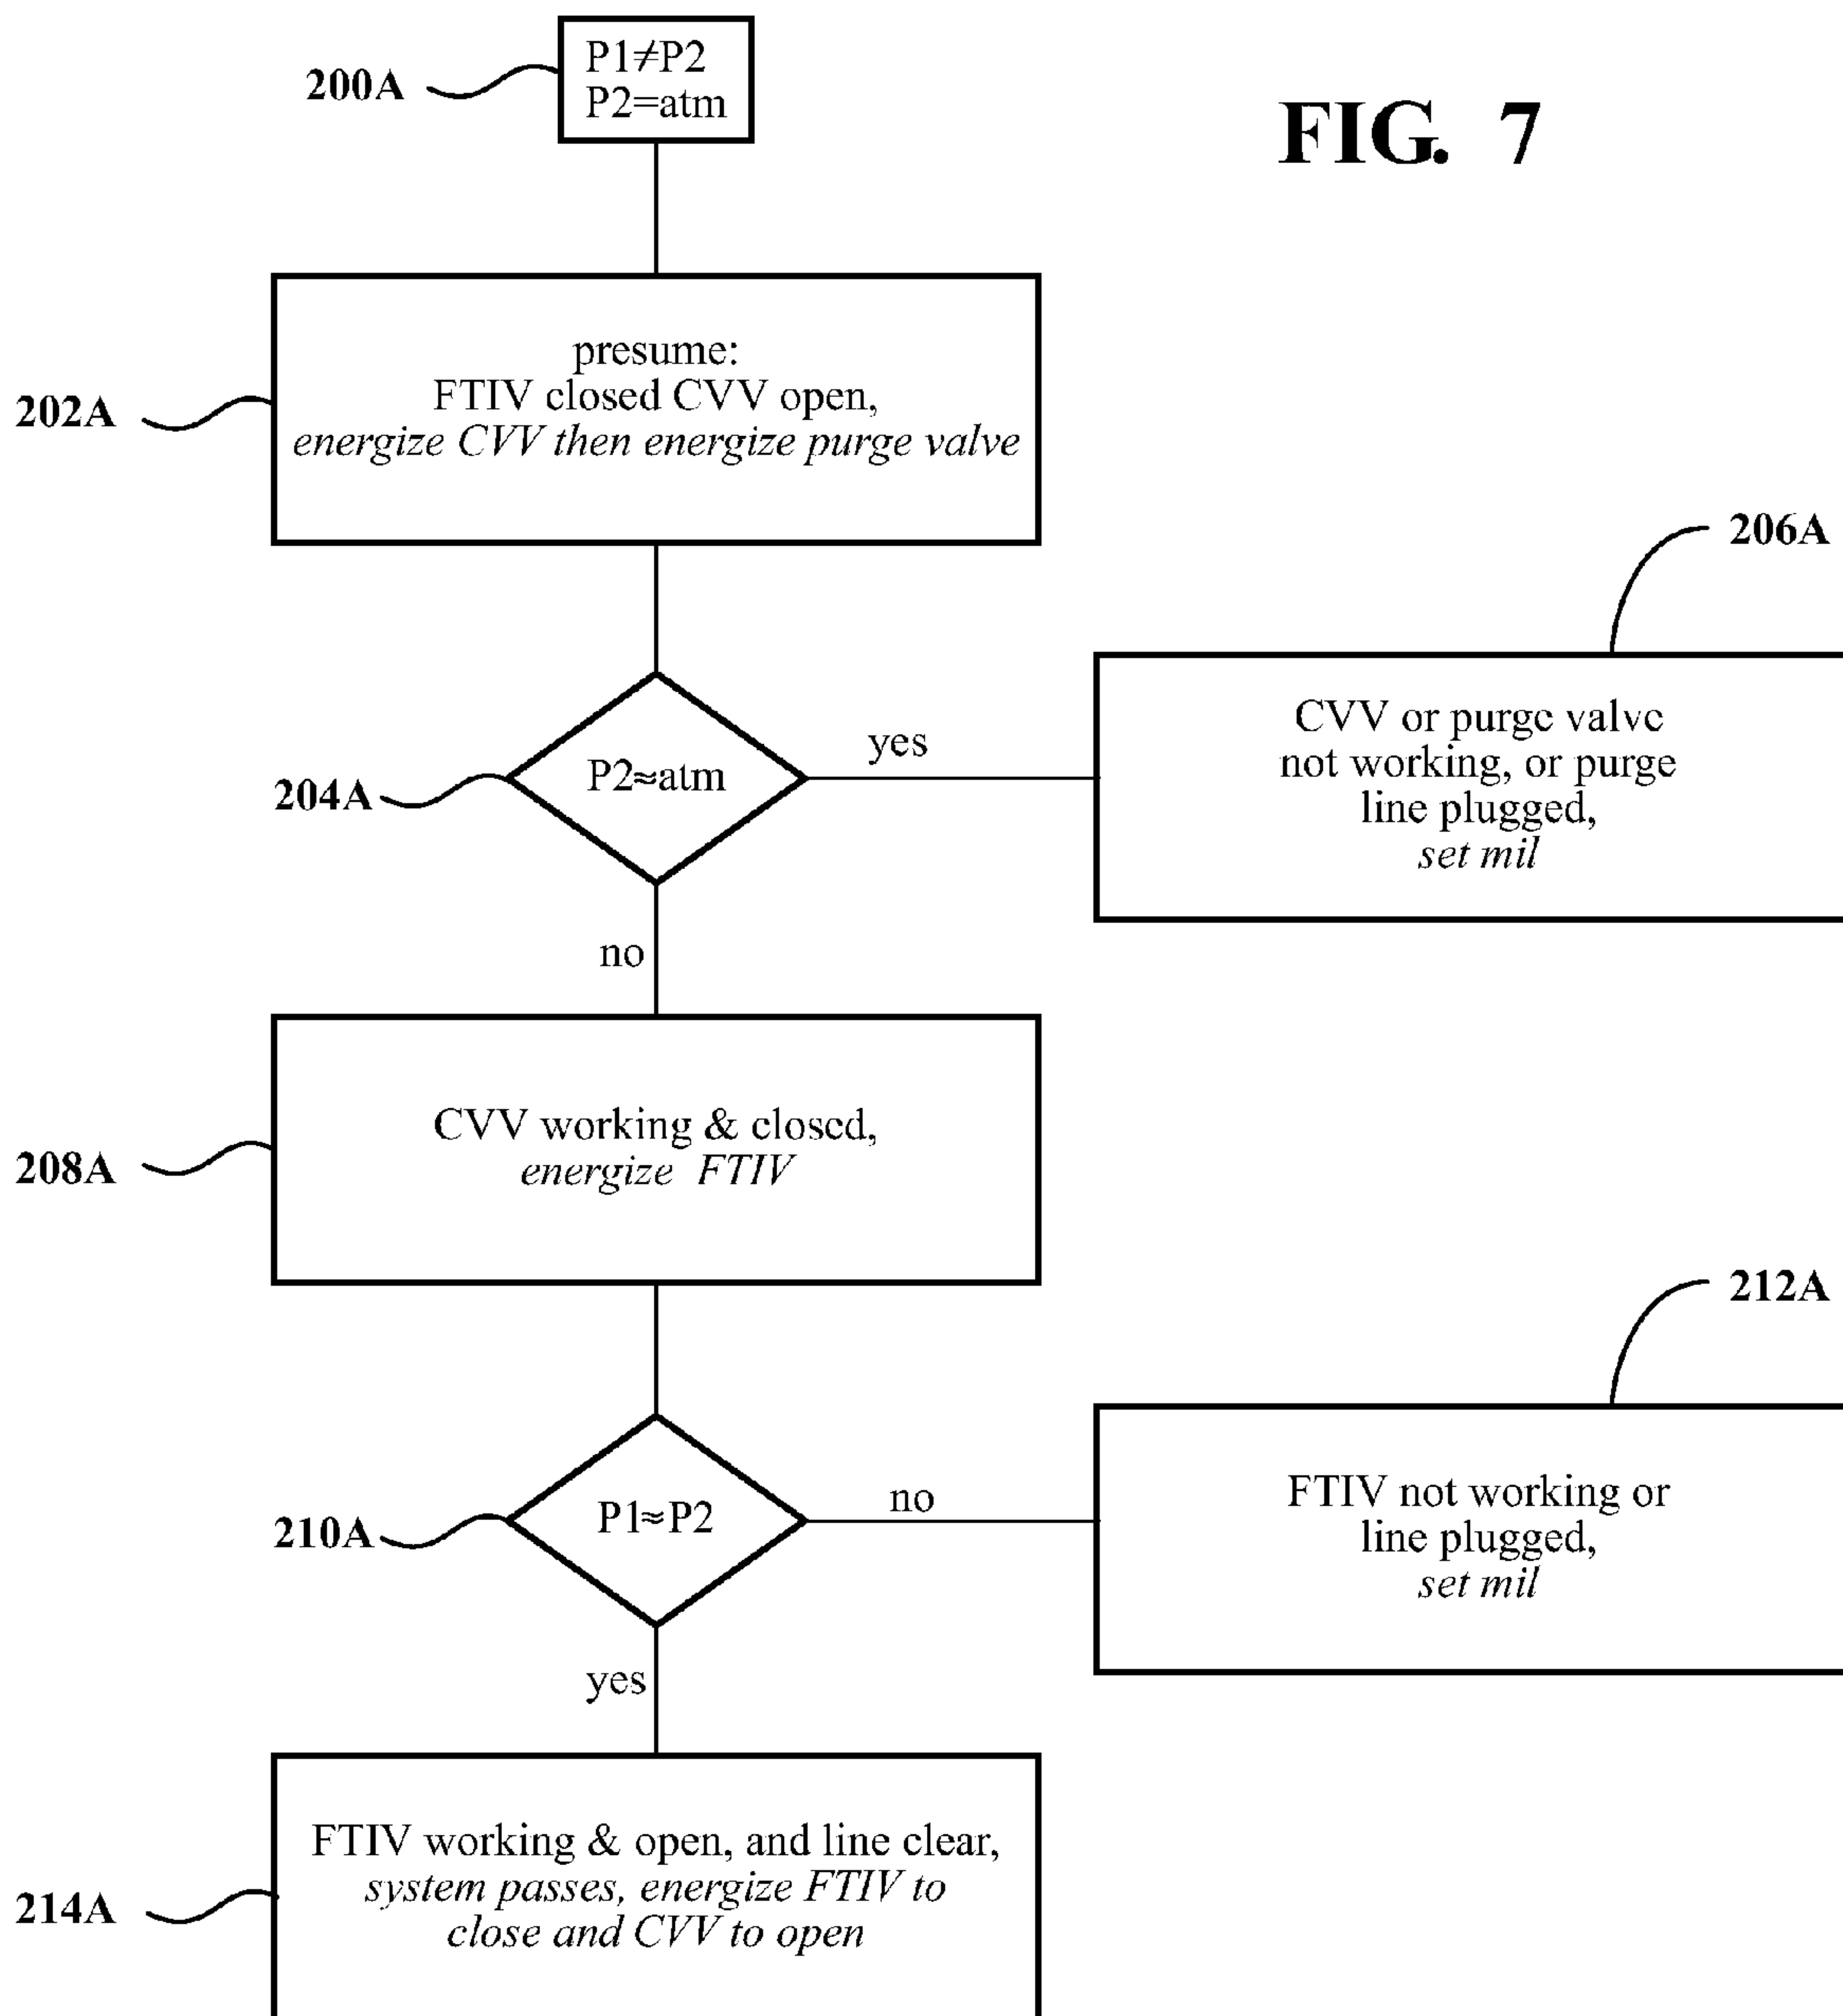 200A
P1≠P2
P2=atm
FIG. 7
202A
presume:
FTIV closed CVV open,
energize CVV then energize purge valve
206A
204A
P2≈atm
yes
CVV or purge valve
not working, or purge
line plugged,
set mil
no
208A
CVV working & closed,
energize FTIV
212A
210A
P1≈P2
no
FTIV not working or
line plugged,
set mil
yes
214A
FTIV working & open, and line clear,
system passes, energize FTIV to
close and CVV to open